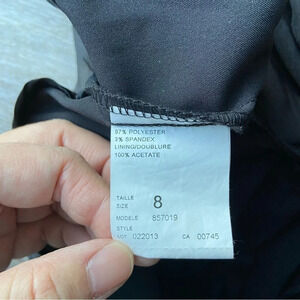 97% POLYESTER
3% SPANDEX
LINING/DOUBLURE
100% ACETATE
TAILLE
SIZE 8
MODELE 857019
STYLE
022013 CA 00745